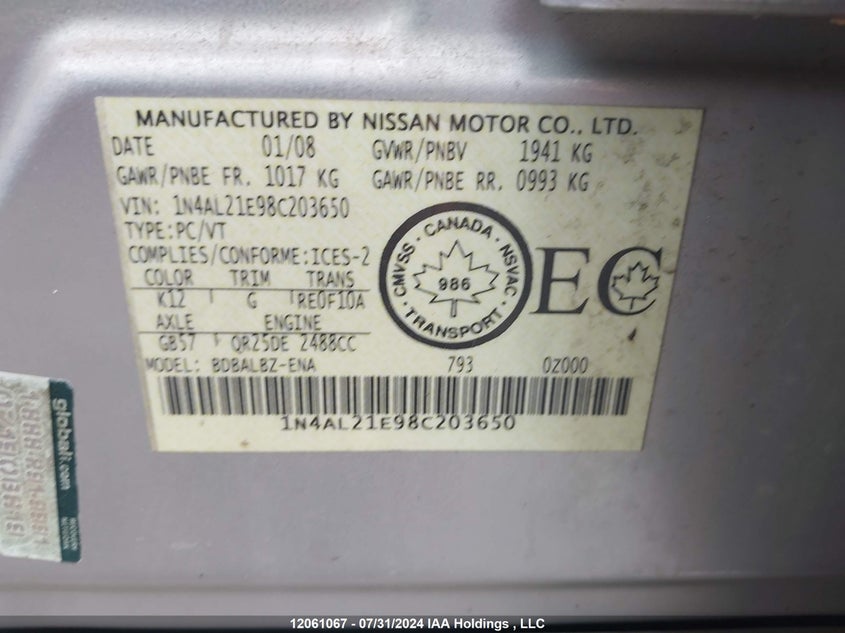 MANUFACTURED BY NISSAN MOTOR CO., LTD.
DATE 01/08 GVWR/PNBV 1941 KG
GAWR/PNBE FR. 1017 KG GAWR/PNBE RR. 0993 KG
VIN: 1N4AL21E98C203650
TYPE:PC/VT
COMPLIES/CONFORME:ICES-2
COLOR TRIM TRANS
K12 G RE0F10A
AXLE ENGINE
GB57 QR25DE 2488CC
MODEL: BDBALBZ-ENA 793 0Z000
CMVSS · CANADA · NSVAC · TRANSPORT ·
986
EC
1N4AL21E98C203650
globali.com
12061067 - 07/31/2024 IAA Holdings , LLC